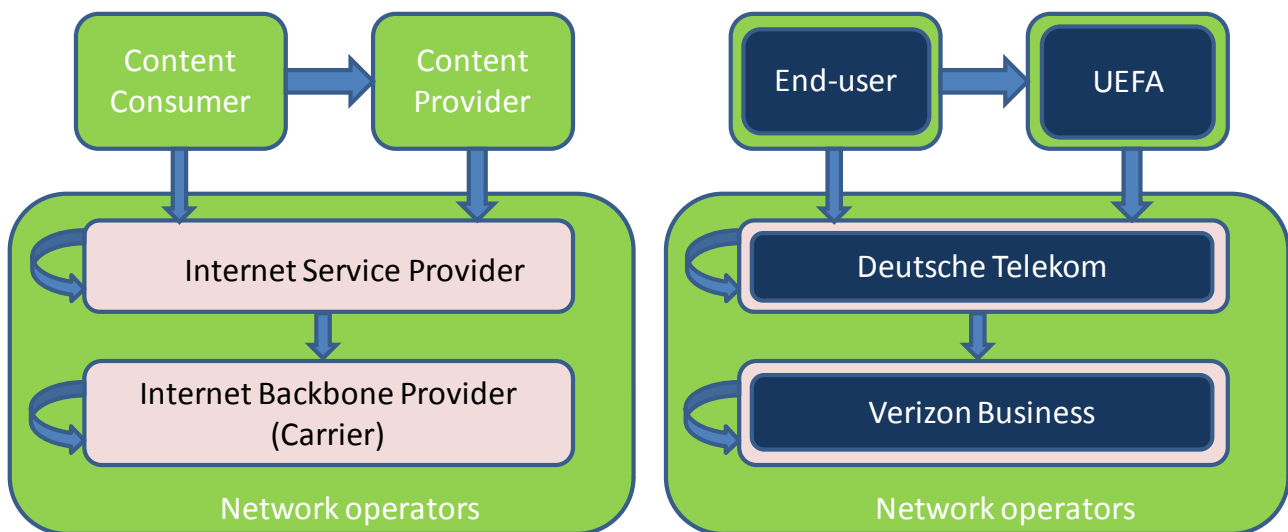 Content
Consumer
Content
Provider
Internet Service Provider
Internet Backbone Provider
(Carrier)
Network operators
End-user
UEFA
Deutsche Telekom
Verizon Business
Network operators